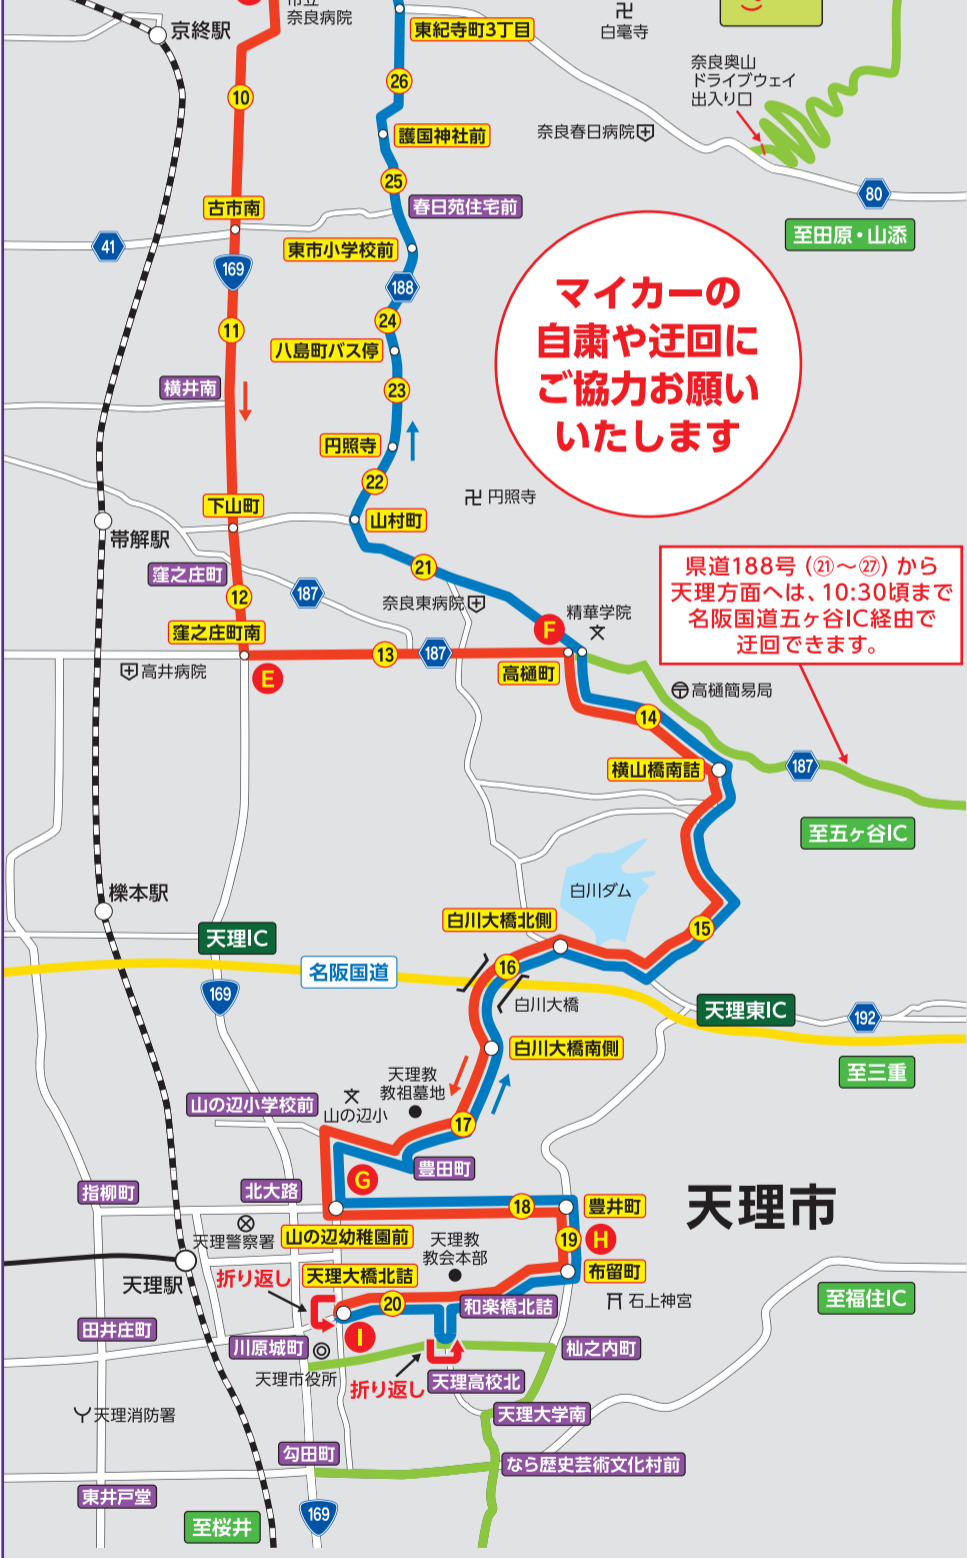 市立
奈良病院
京終駅
東紀寺町3丁目
卍
白毫寺
奈良奥山
ドライブウェイ
出入り口
26
10
護国神社前
奈良春日病院
25
80
古市南
春日苑住宅前
至田原・山添
41
東市小学校前
169
188
マイカーの
自粛や迂回に
ご協力お願い
いたします
24
11
八島町バス停
横井南
23
円照寺
22
卍 円照寺
下山町
山村町
帯解駅
県道188号(㉑〜㉗)から
天理方面へは、10:30頃まで
名阪国道五ヶ谷IC経由で
迂回できます。
窪之庄町
21
12
187
奈良東病院
精華学院
文
F
窪之庄町南
13
187
高井病院
E
高樋町
高樋簡易局
14
横山橋南詰
187
至五ヶ谷IC
櫟本駅
白川ダム
白川大橋北側
15
天理IC
名阪国道
16
169
白川大橋
天理東IC
192
白川大橋南側
至三重
天理教
教祖墓地
山の辺小学校前
文
山の辺小
17
豊田町
G
指柳町
北大路
18
豊井町
天理市
天理警察署
山の辺幼稚園前
天理教
教会本部
19
H
天理駅
折り返し
天理大橋北詰
布留町
20
和楽橋北詰
石上神宮
至福住IC
田井庄町
川原城町
I
杣之内町
天理市役所
折り返し
天理高校北
天理消防署
天理大学南
勾田町
なら歴史芸術文化村前
東井戸堂
169
至桜井